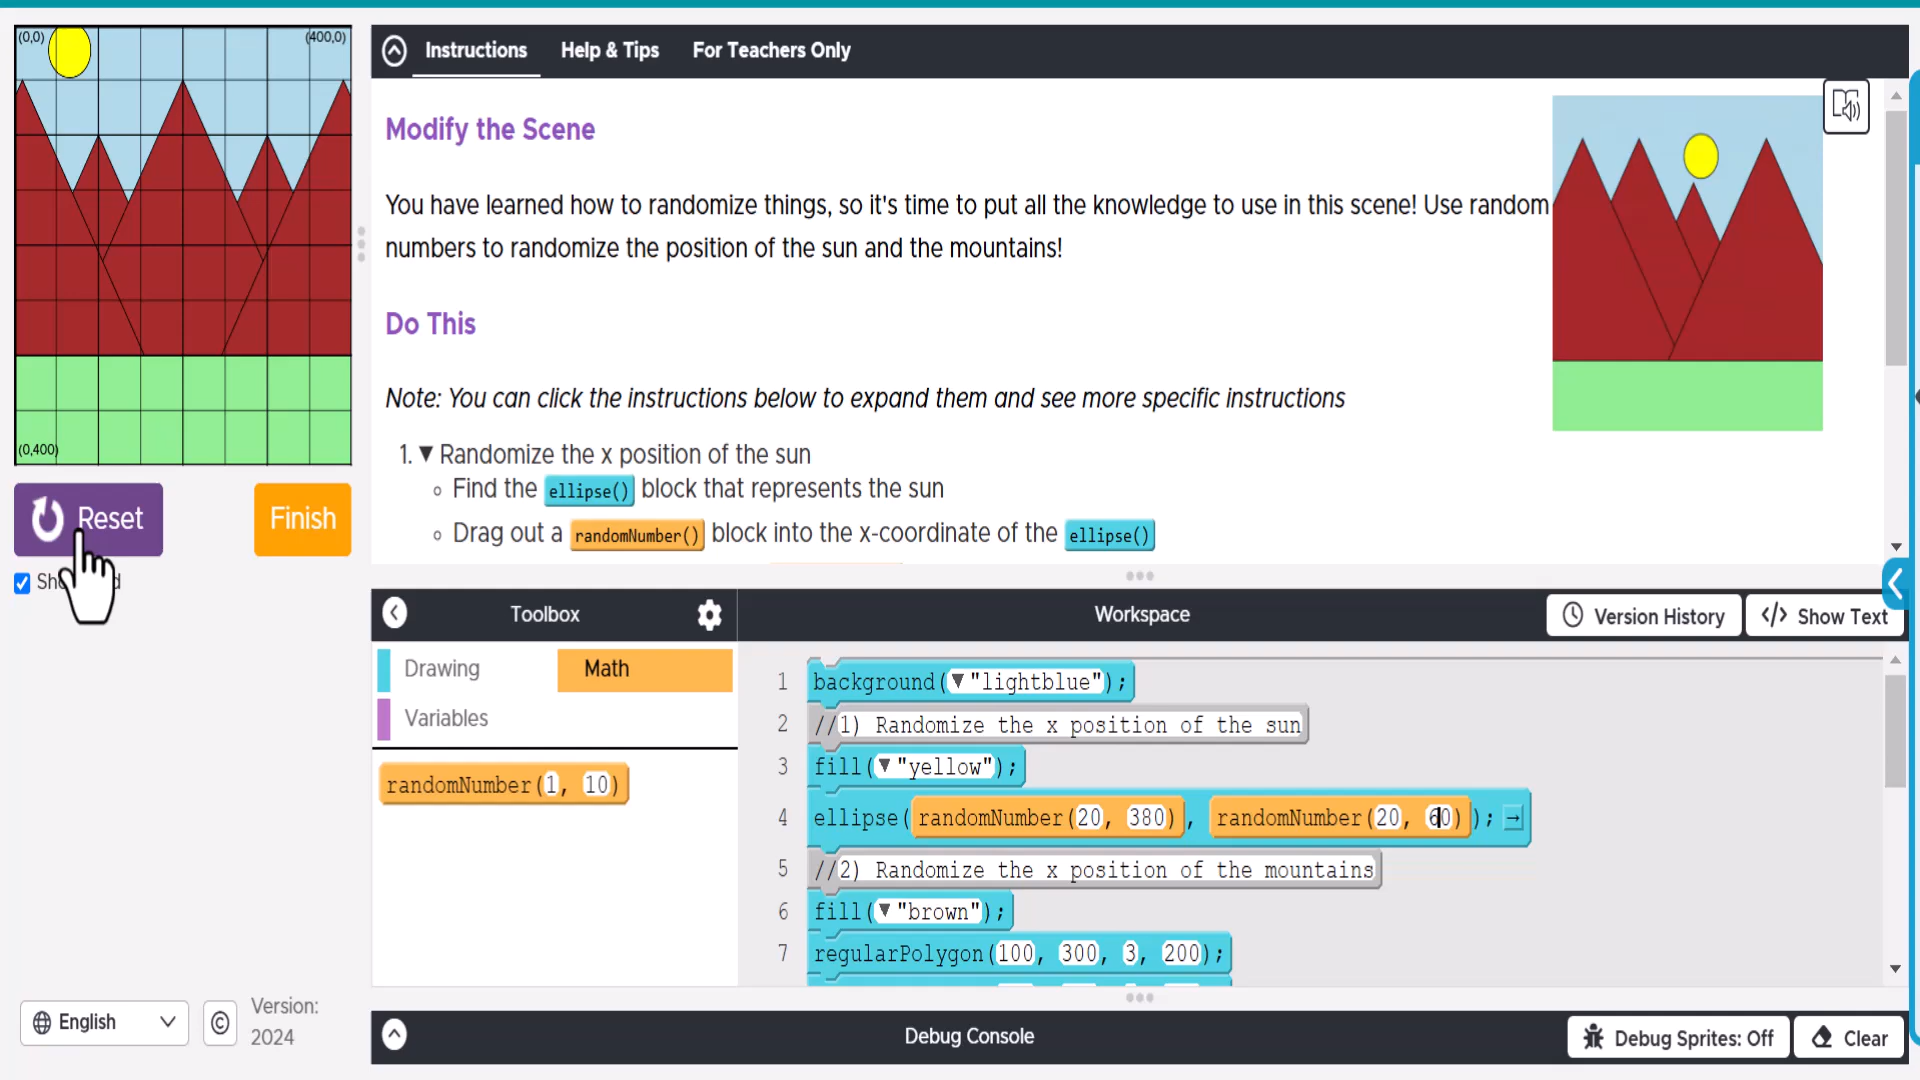 (0,0)
(400,0)
(0,400)
Reset
Finish
Instructions
Help & Tips
For Teachers Only
Modify the Scene
You have learned how to randomize things, so it's time to put all the knowledge to use in this scene! Use random
numbers to randomize the position of the sun and the mountains!
Do This
Note: You can click the instructions below to expand them and see more specific instructions
1. ▼ Randomize the x position of the sun
Find the ellipse() block that represents the sun
Drag out a randomNumber() block into the x-coordinate of the ellipse()
Toolbox
Workspace
Version History
</> Show Text
Drawing
Math
Variables
randomNumber(1, 10)
1 background(▼"lightblue");
2 //1) Randomize the x position of the sun
3 fill(▼"yellow");
4 ellipse(randomNumber(20, 380), randomNumber(20, 60)); →
5 //2) Randomize the x position of the mountains
6 fill(▼"brown");
7 regularPolygon(100, 300, 3, 200);
English
©
Version:
2024
Debug Console
Debug Sprites: Off
Clear